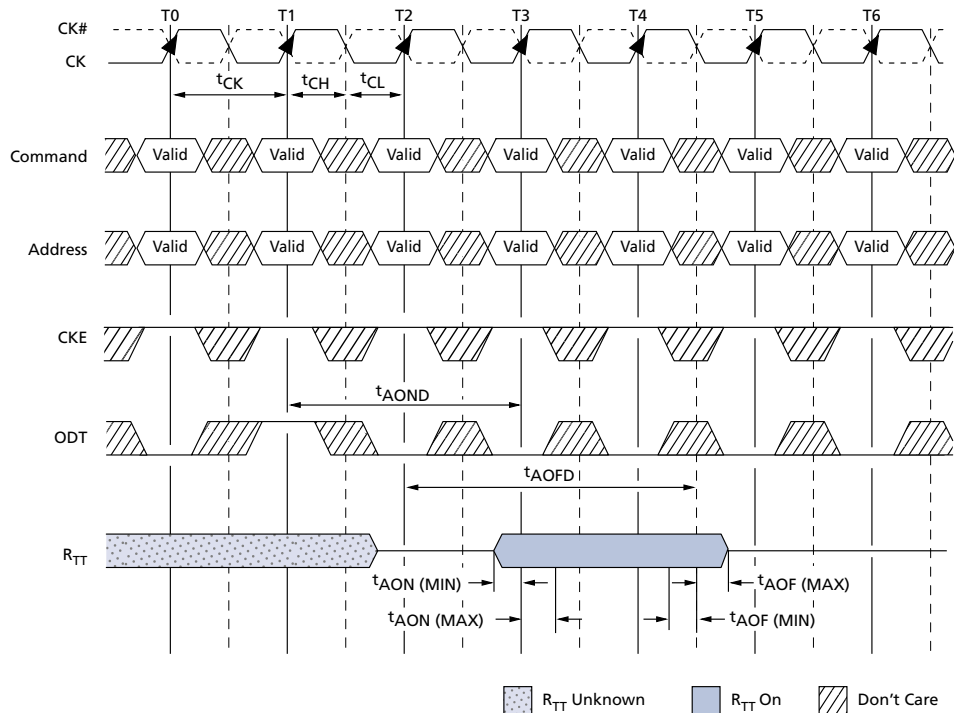 T0 T1 T2 T3 T4 T5 T6
CK#
CK
tCK tCH tCL
Command Valid Valid Valid Valid Valid Valid Valid
Address Valid Valid Valid Valid Valid Valid Valid
CKE
tAOND
ODT
tAOFD
RTT
tAON (MIN) tAOF (MAX)
tAON (MAX) tAOF (MIN)
RTT Unknown RTT On Don't Care